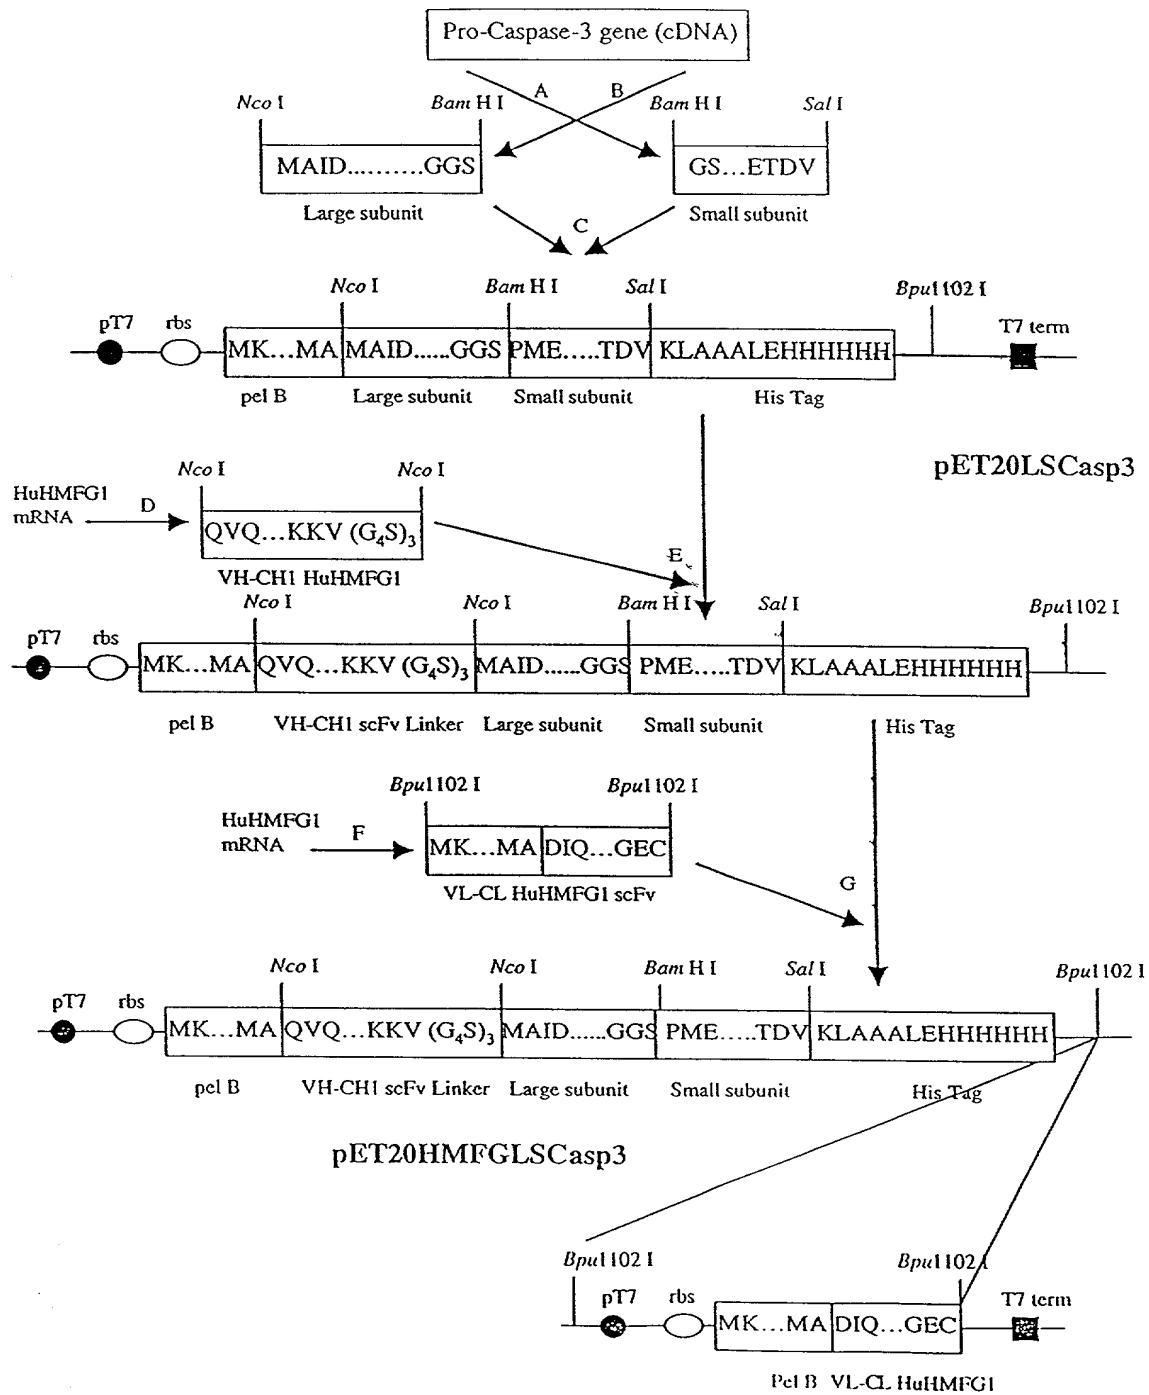 Pro-Caspase-3 gene (cDNA)
A B
Nco I Bam H I Bam H I Sal I
MAID..........GGS GS...ETDV
Large subunit Small subunit
C
Nco I Bam H I Sal I Bpu1102 I
pT7 rbs T7 term
MK...MA MAID......GGS PME.....TDV KLAAALEHHHHHH
pel B Large subunit Small subunit His Tag
pET20LSCasp3
Nco I Nco I
HuHMFG1 mRNA D
QVQ...KKV (G4S)3
VH-CH1 HuHMFG1
E
Nco I Nco I Bam H I Sal I Bpu1102 I
pT7 rbs
MK...MA QVQ...KKV (G4S)3 MAID......GGS PME.....TDV KLAAALEHHHHHH
pel B VH-CH1 scFv Linker Large subunit Small subunit His Tag
Bpu1102 I Bpu1102 I
HuHMFG1 mRNA F
MK...MA DIQ...GEC
VL-CL HuHMFG1 scFv
G
Nco I Nco I Bam H I Sal I Bpu1102 I
pT7 rbs
MK...MA QVQ...KKV (G4S)3 MAID......GGS PME.....TDV KLAAALEHHHHHH
pel B VH-CH1 scFv Linker Large subunit Small subunit His Tag
pET20HMFGLSCasp3
Bpu1102 I Bpu1102 I
pT7 rbs T7 term
MK...MA DIQ...GEC
Pel B VL-CL HuHMFG1